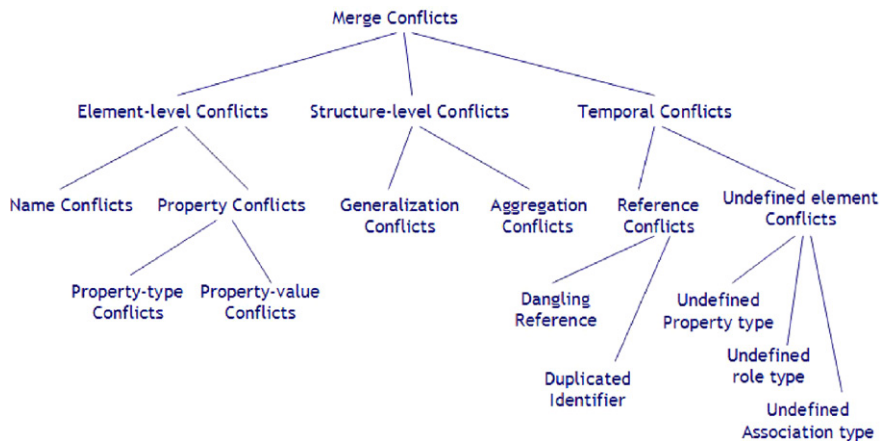 Merge Conflicts
Element-level Conflicts
Structure-level Conflicts
Temporal Conflicts
Name Conflicts
Property Conflicts
Generalization
Conflicts
Aggregation
Conflicts
Reference
Conflicts
Undefined element
Conflicts
Property-type
Conflicts
Property-value
Conflicts
Dangling
Reference
Undefined
Property type
Duplicated
Identifier
Undefined
role type
Undefined
Association type